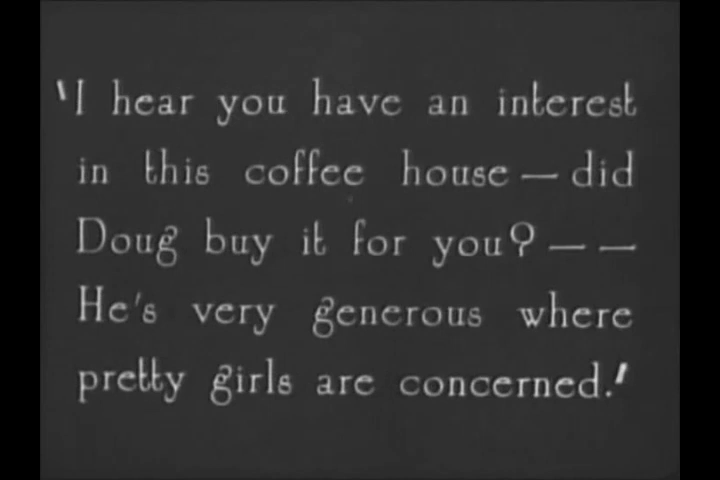 'I hear you have an interest
in this coffee house — did
Doug buy it for you? — —
He's very generous where
pretty girls are concerned.'